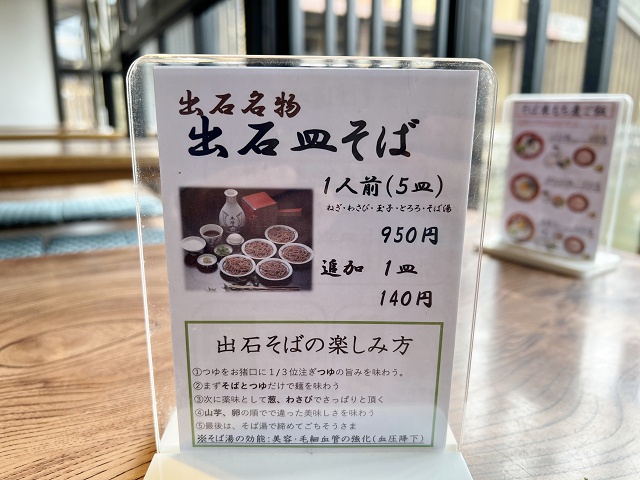 出石名物
出石皿そば
1人前(5皿)
ねぎ・わさび・玉子・とろろ・そば湯
950円
追加 1皿
140円
出石そばの楽しみ方
①つゆをお猪口に1/3位注ぎつゆの旨みを味わう。
②まずそばとつゆだけで麺を味わう
③次に薬味として葱、わさびでさっぱりと頂く
④山芋、卵の順でで違った美味しさを味わう
⑤最後は、そば湯で締めてごちそうさま
※そば湯の効能:美容・毛細血管の強化(血圧降下)